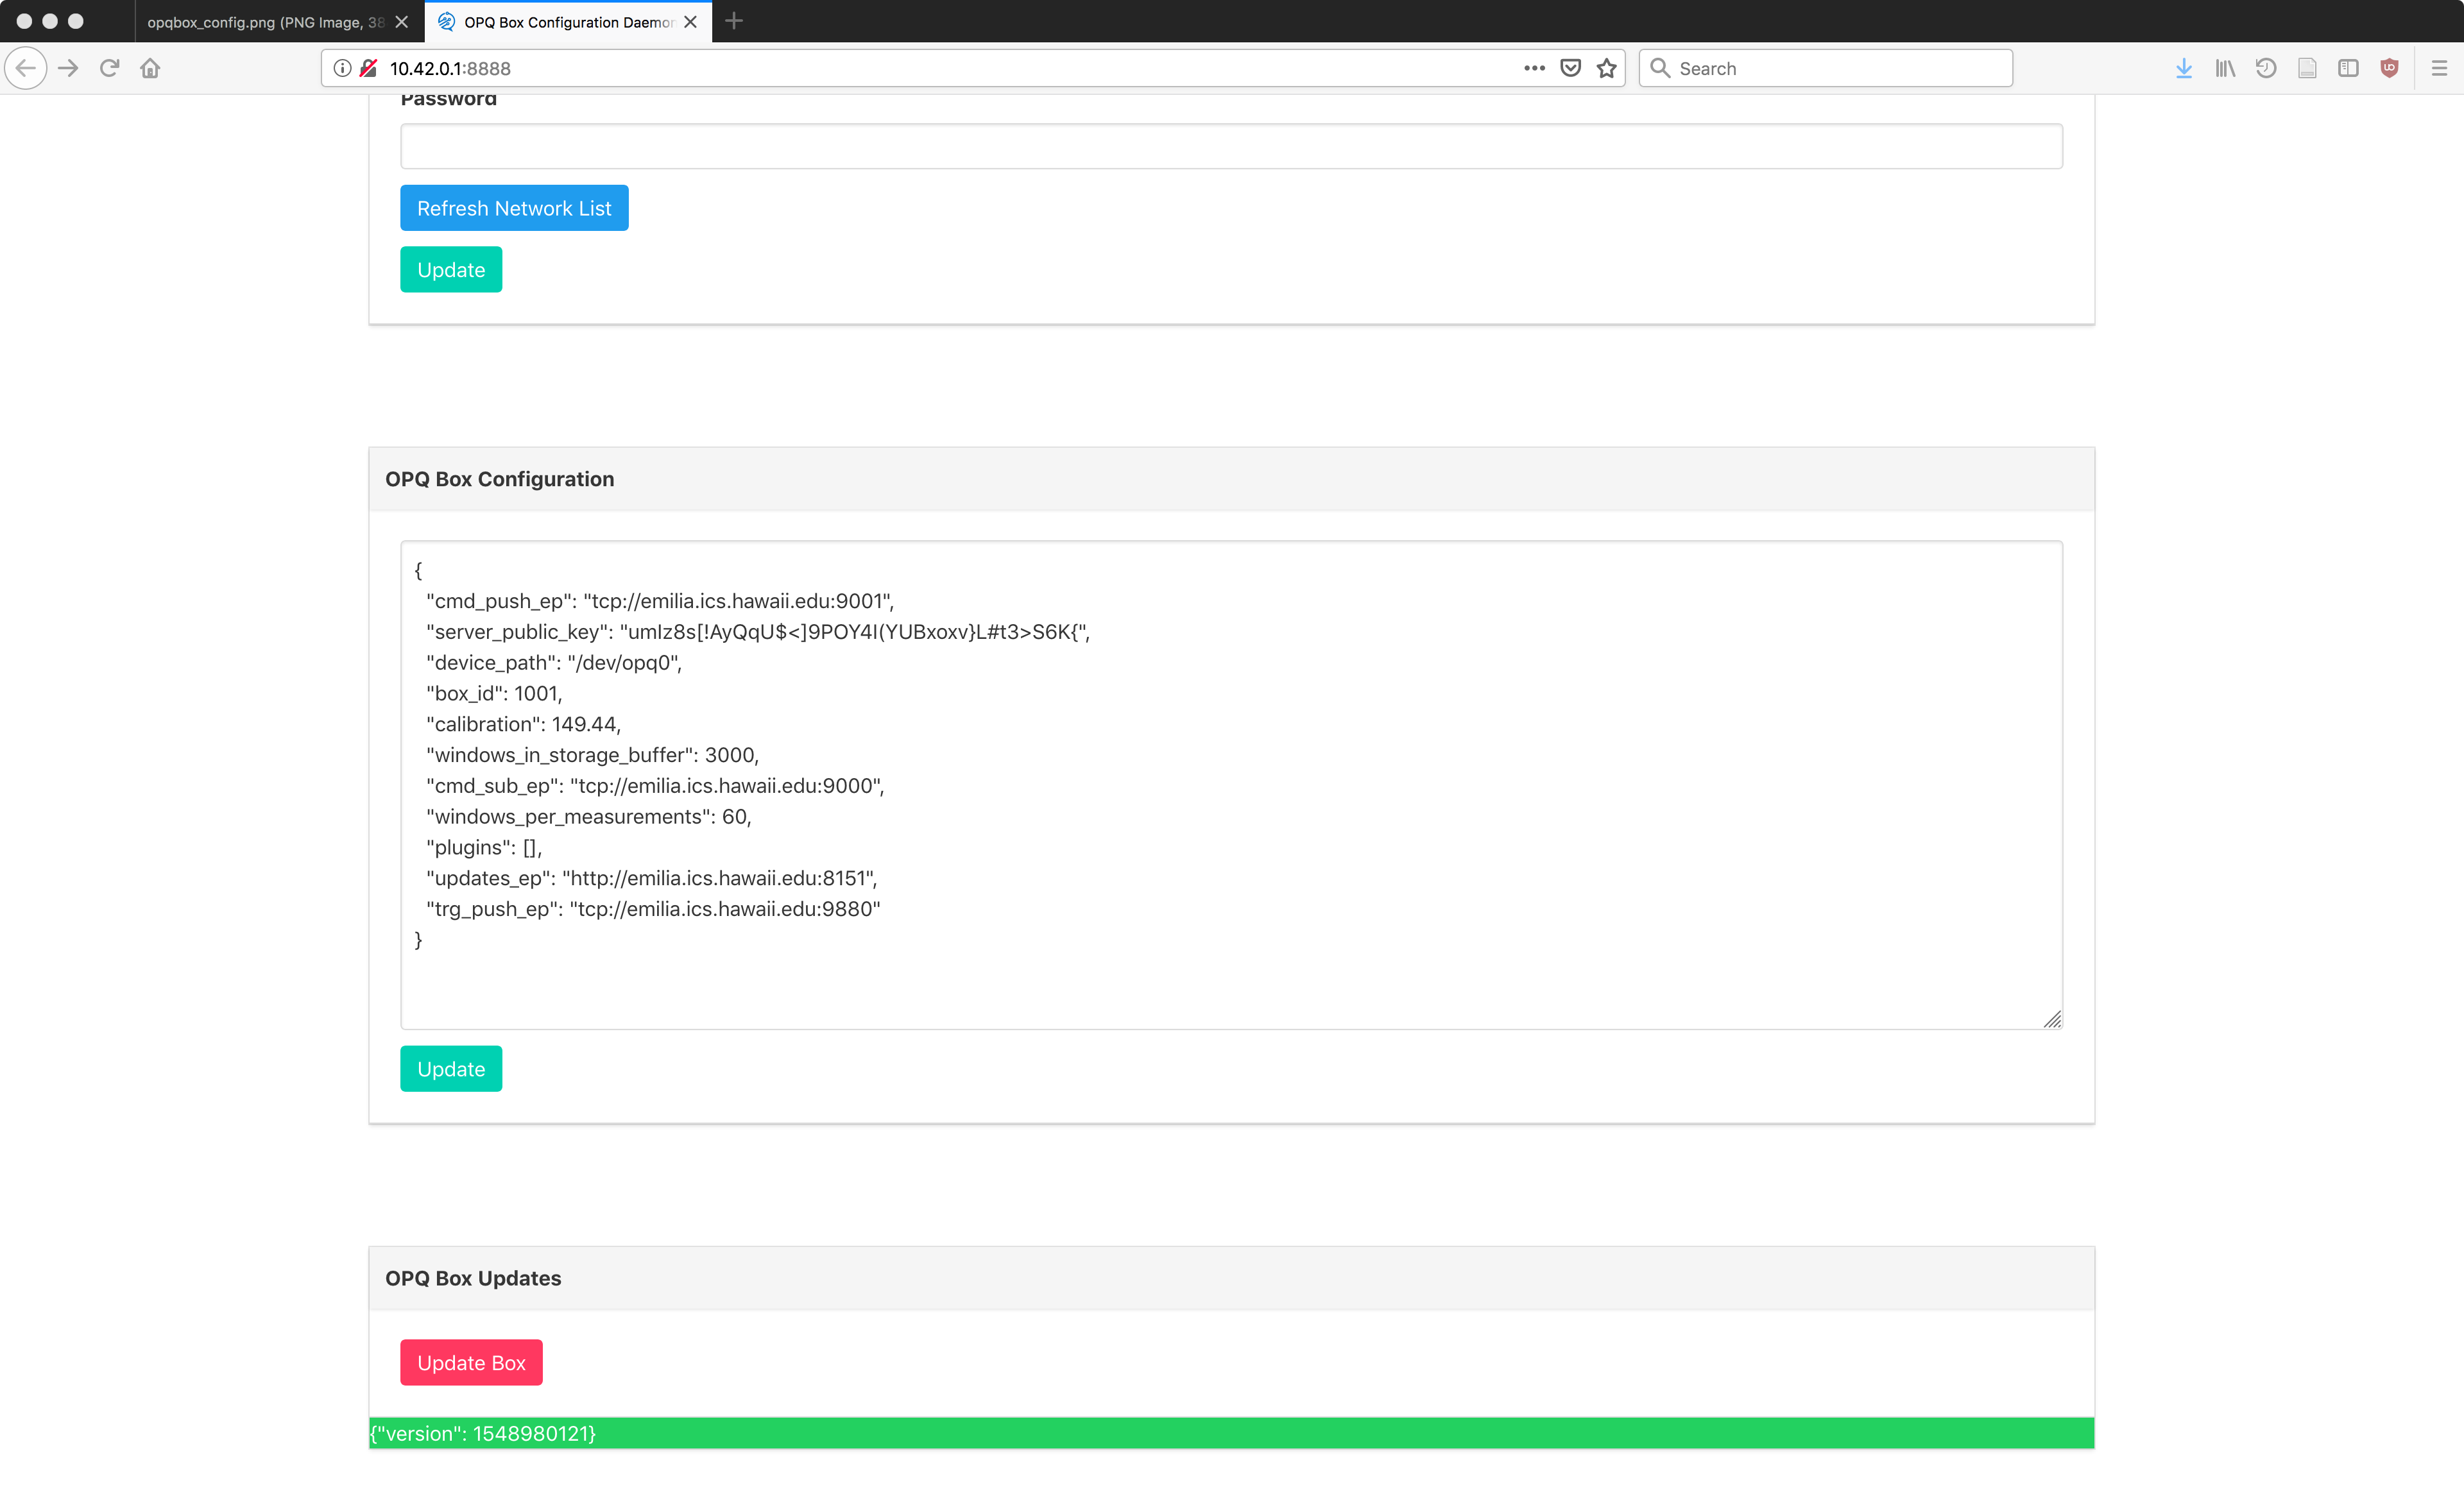 opqbox_config.png (PNG Image, 38
OPQ Box Configuration Daemon
10.42.0.1:8888
Search
Password
Refresh Network List
Update
OPQ Box Configuration
{
"cmd_push_ep": "tcp://emilia.ics.hawaii.edu:9001",
"server_public_key": "umIz8s[!AyQqU$<]9POY4I(YUBxoxv}L#t3>S6K{",
"device_path": "/dev/opq0",
"box_id": 1001,
"calibration": 149.44,
"windows_in_storage_buffer": 3000,
"cmd_sub_ep": "tcp://emilia.ics.hawaii.edu:9000",
"windows_per_measurements": 60,
"plugins": [],
"updates_ep": "http://emilia.ics.hawaii.edu:8151",
"trg_push_ep": "tcp://emilia.ics.hawaii.edu:9880"
}
Update
OPQ Box Updates
Update Box
{"version": 1548980121}